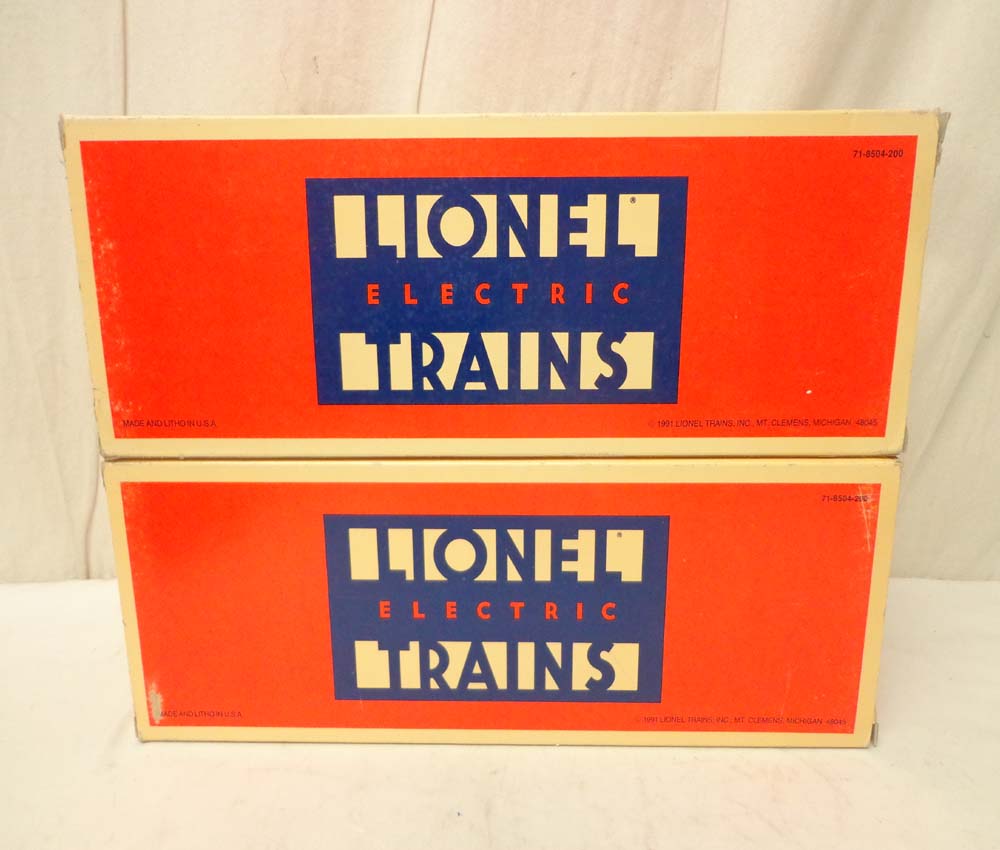 71-8504-200
LIONEL®
ELECTRIC
TRAINS
MADE AND LITHO IN U.S.A.
© 1991 LIONEL TRAINS, INC., MT. CLEMENS, MICHIGAN 48045
71-8504-200
LIONEL®
ELECTRIC
TRAINS
MADE AND LITHO IN U.S.A.
© 1991 LIONEL TRAINS, INC., MT. CLEMENS, MICHIGAN 48045